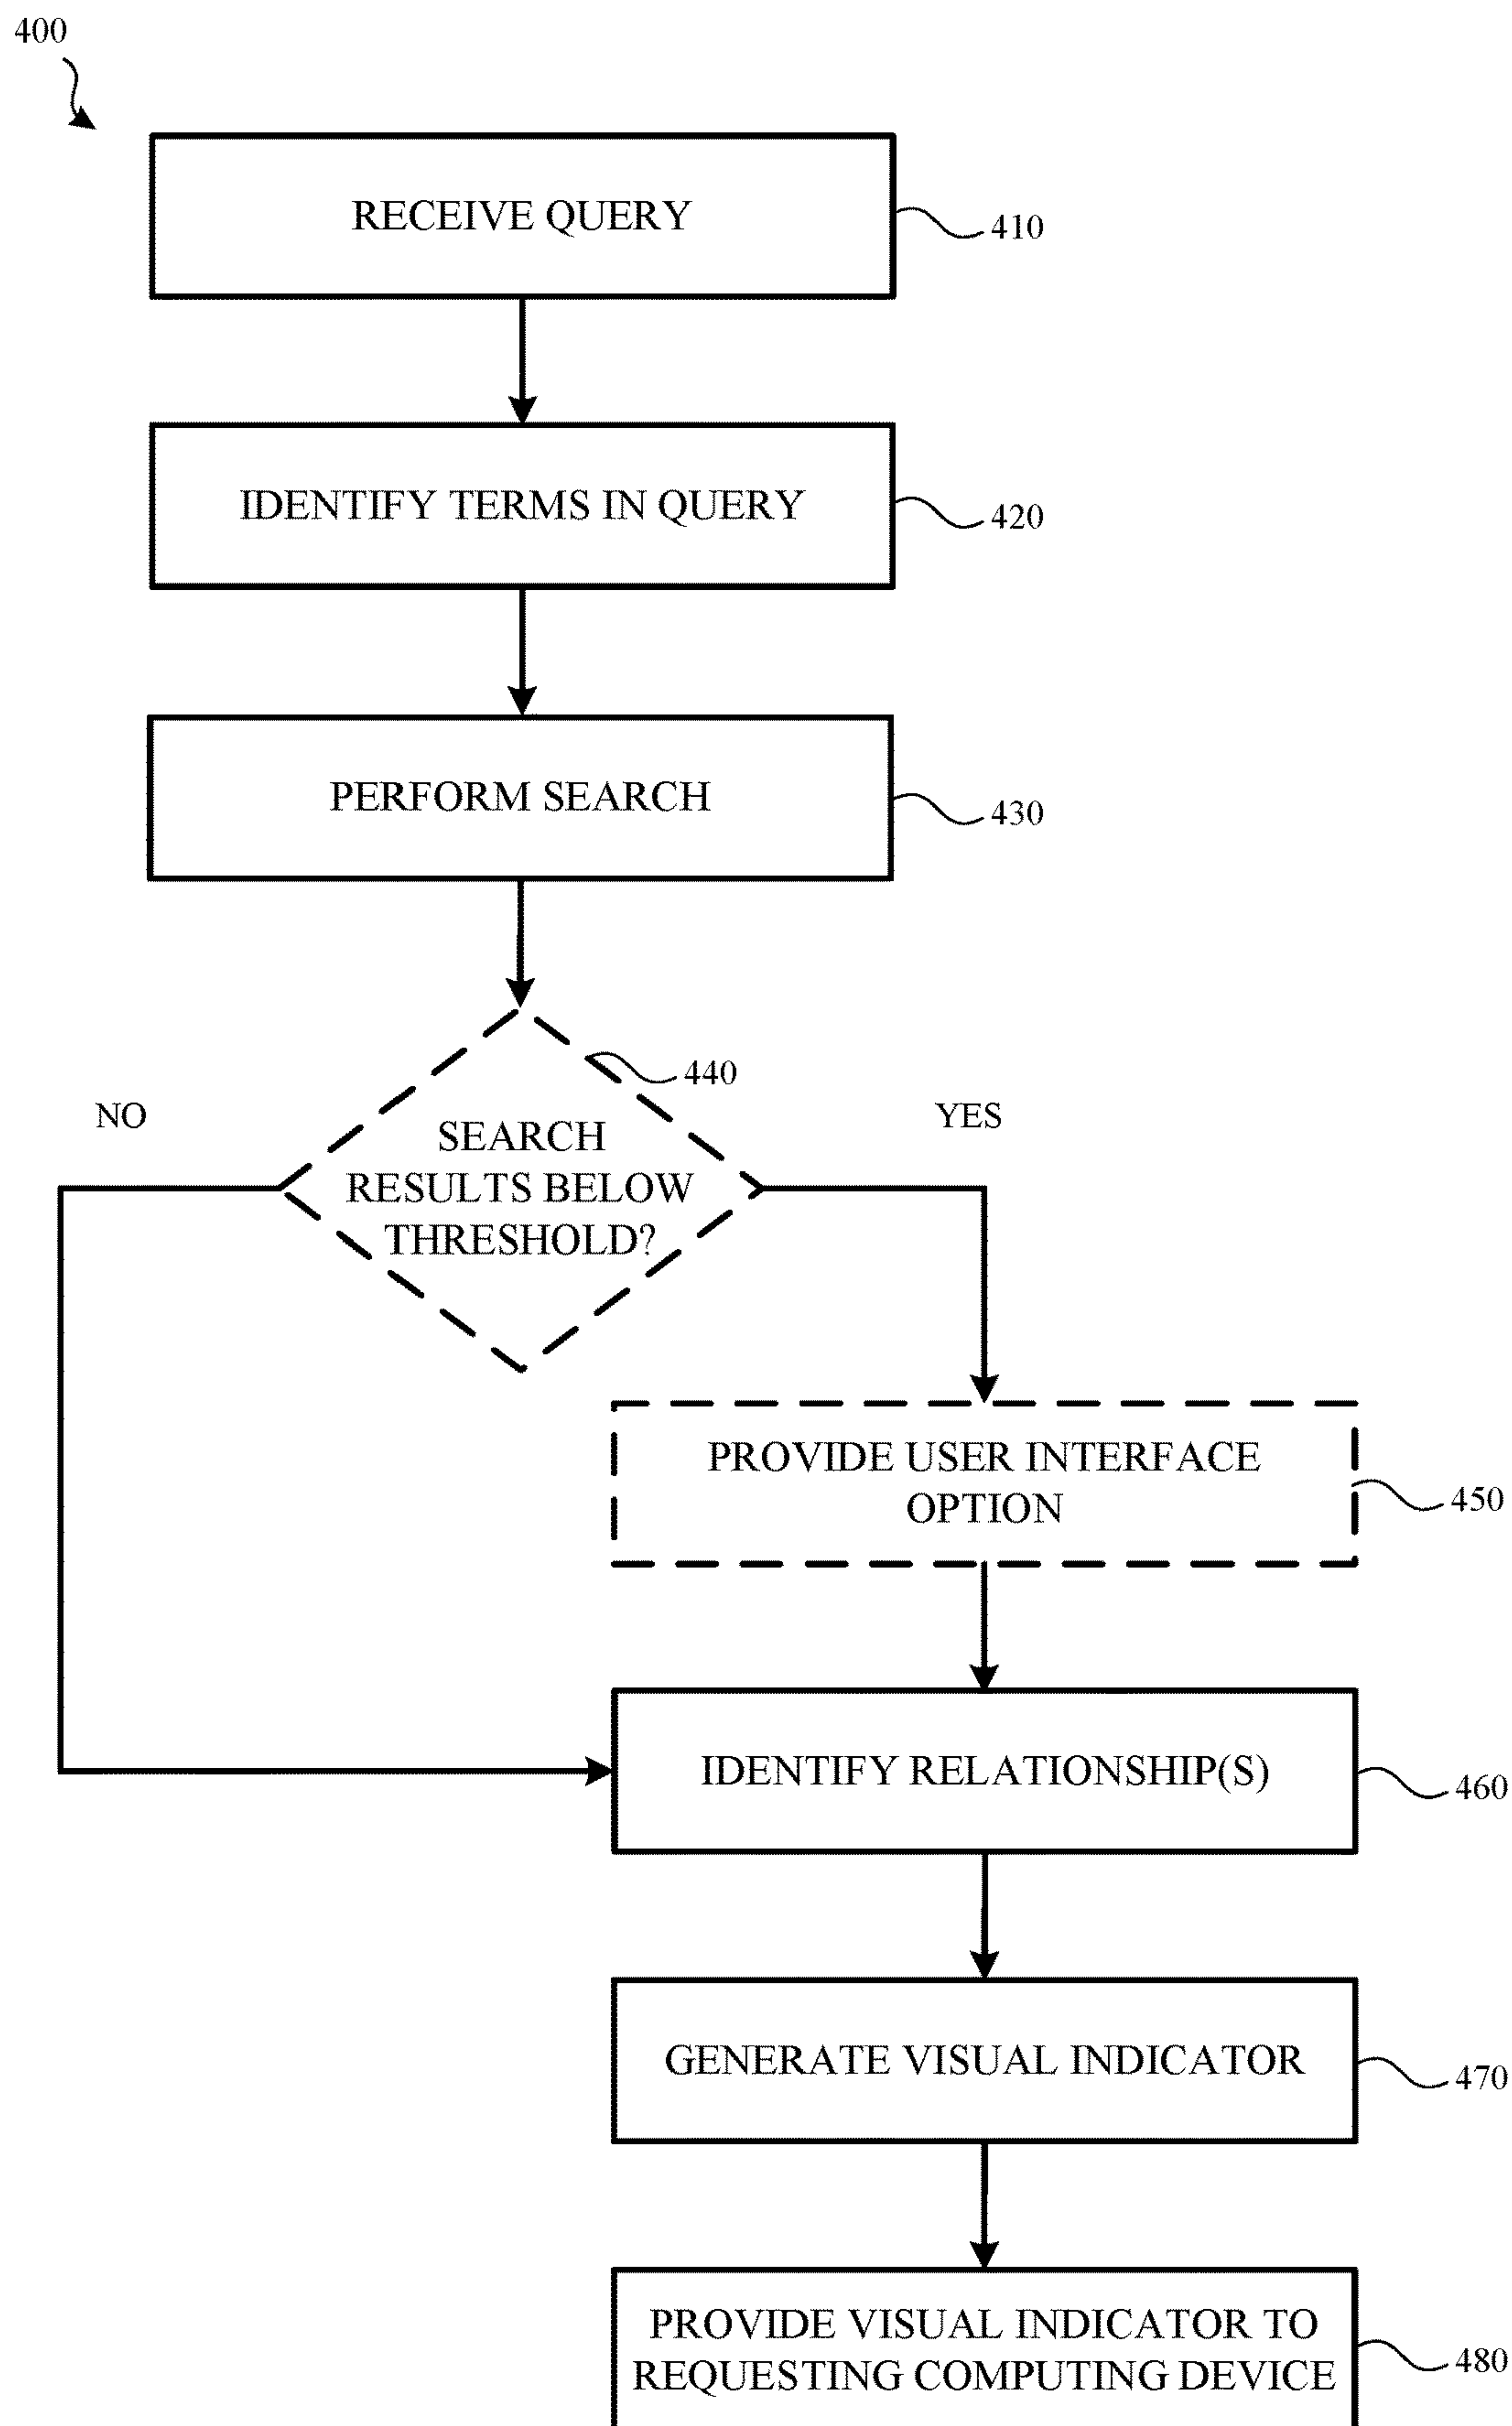 400
RECEIVE QUERY
410
IDENTIFY TERMS IN QUERY
420
PERFORM SEARCH
430
440
NO
YES
SEARCH
RESULTS BELOW
THRESHOLD?
PROVIDE USER INTERFACE
OPTION
450
IDENTIFY RELATIONSHIP(S)
460
GENERATE VISUAL INDICATOR
470
PROVIDE VISUAL INDICATOR TO
REQUESTING COMPUTING DEVICE
480